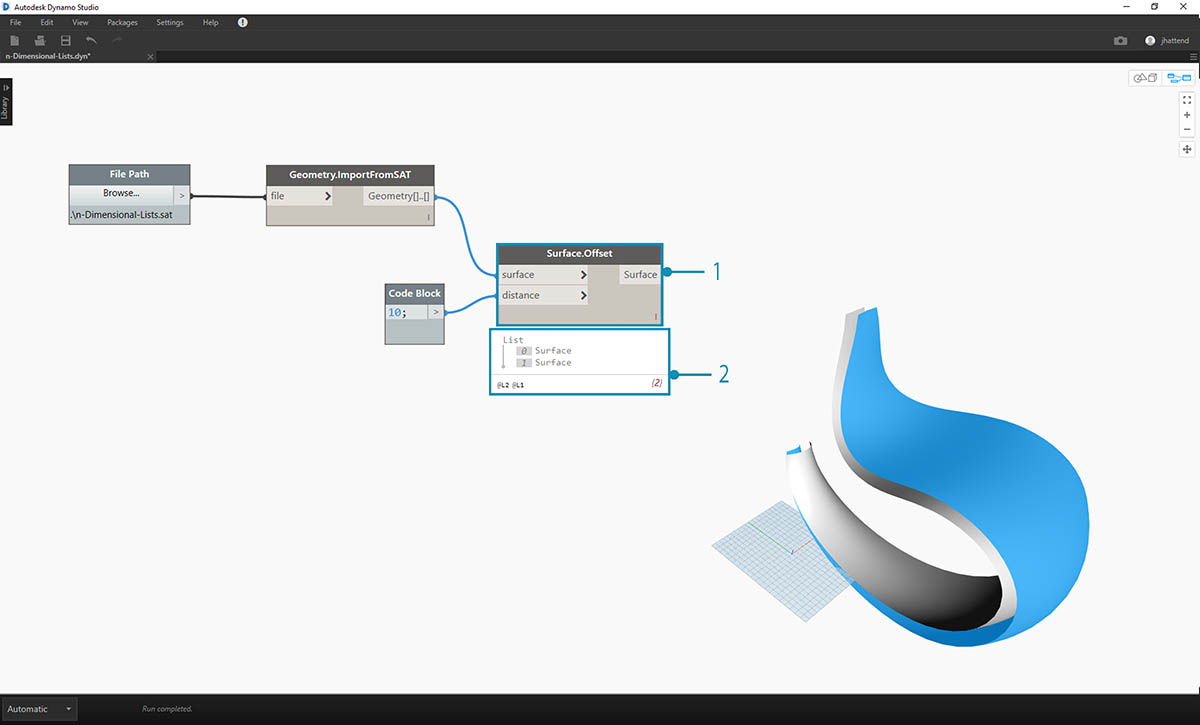 Autodesk Dynamo Studio
File Edit View Packages Settings Help
jhattend
n-Dimensional-Lists.dyn*
Library
File Path
Browse... >
.\n-Dimensional-Lists.sat
Geometry.ImportFromSAT
file > Geometry[]..[]
Surface.Offset
surface > Surface
distance >
1
Code Block
10; >
List
0 Surface
1 Surface
@L2 @L1 {2}
2
Automatic Run completed.